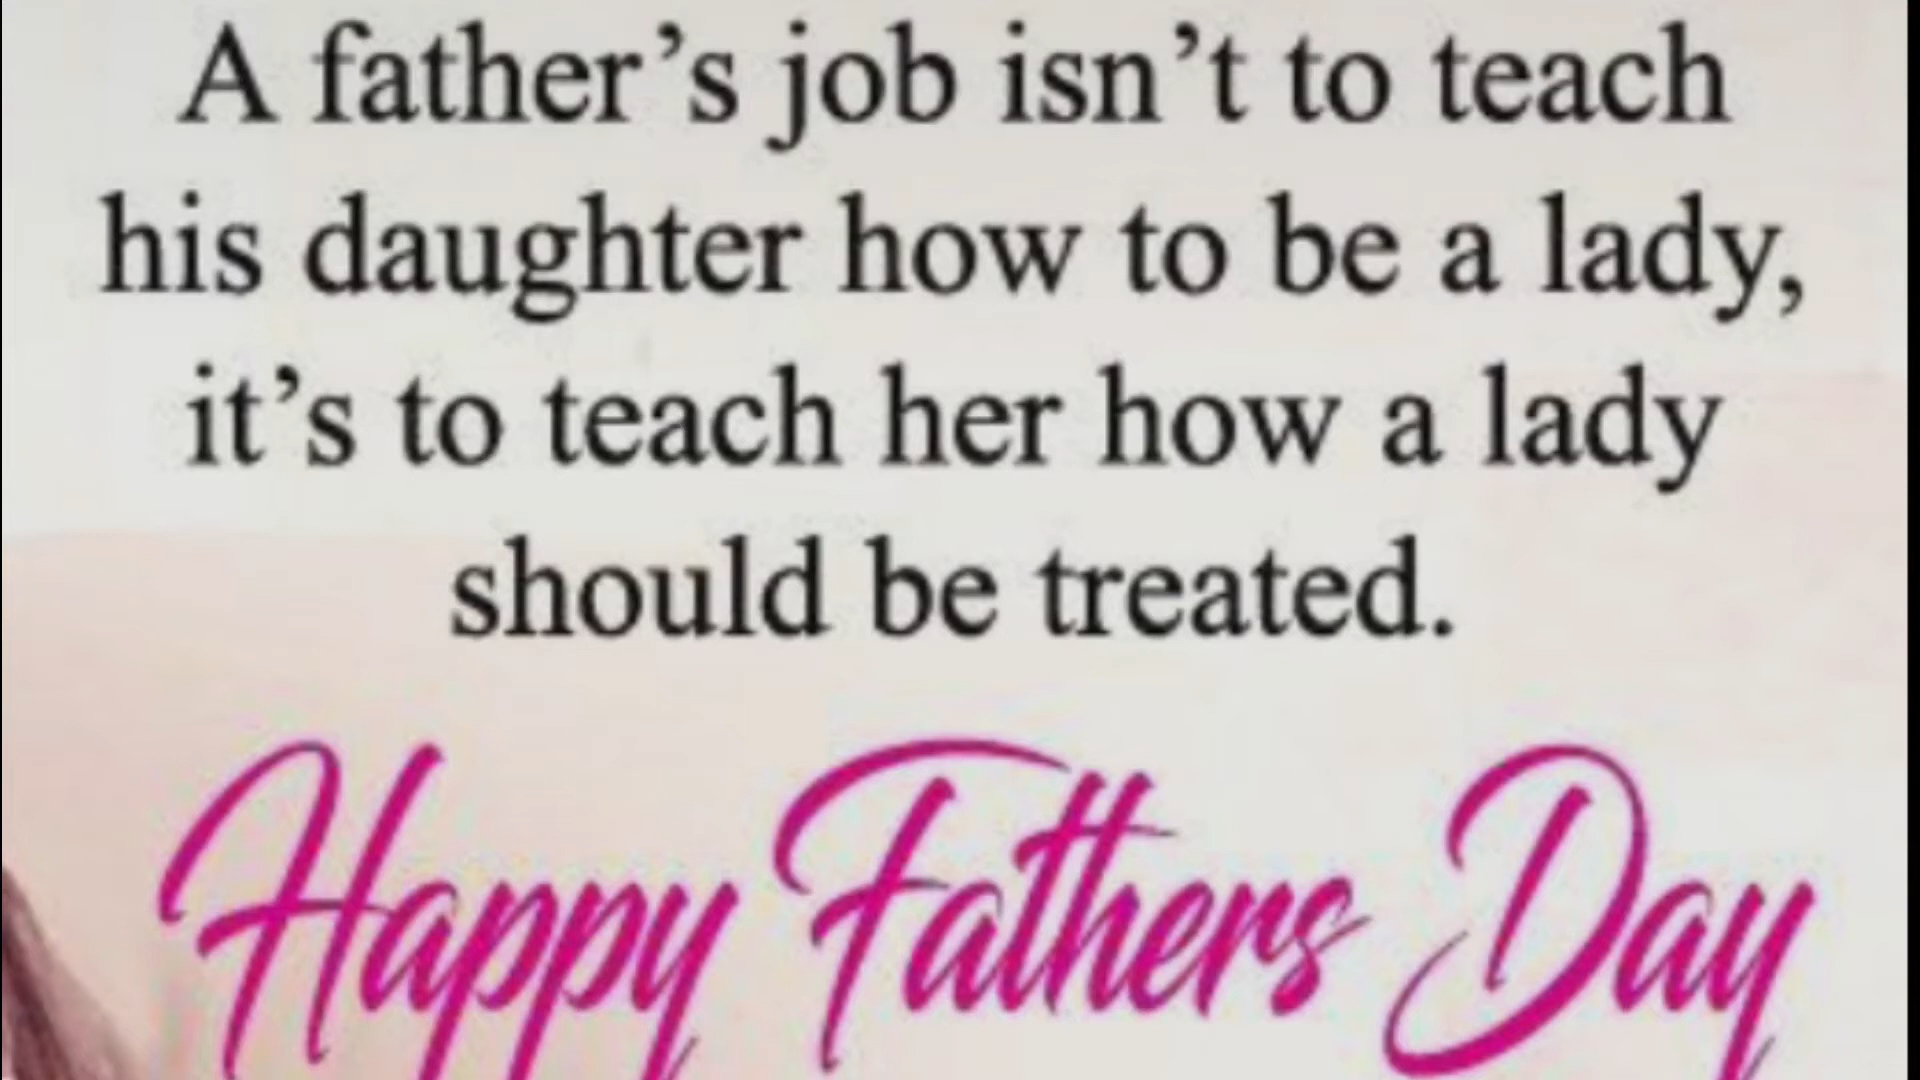 A father’s job isn’t to teach
his daughter how to be a lady,
it’s to teach her how a lady
should be treated.
Happy Fathers Day